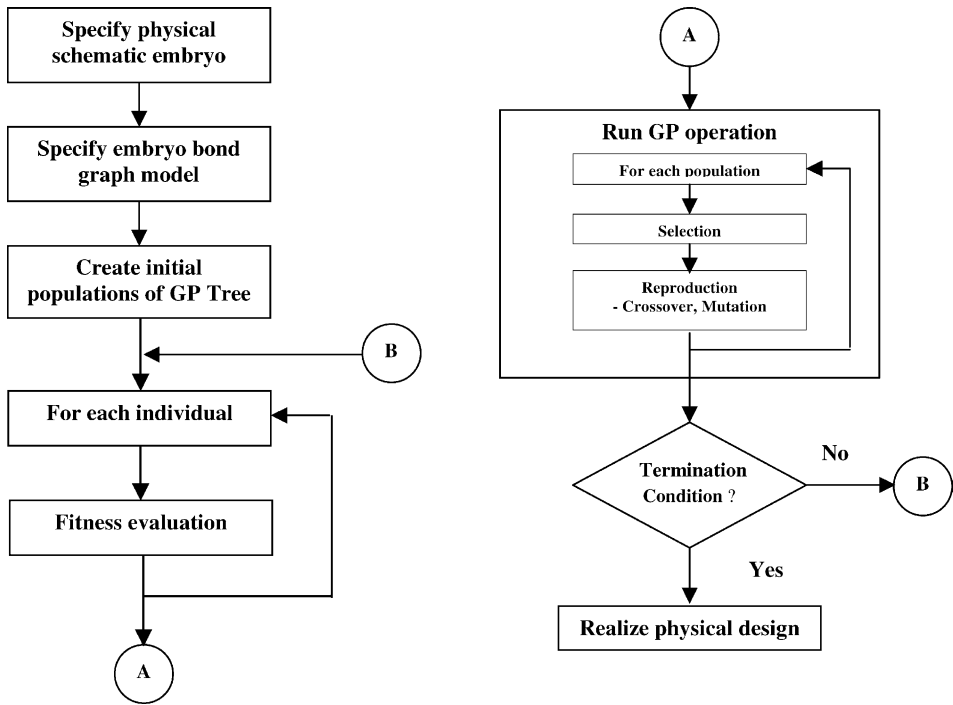 Specify physical
schematic embryo
Specify embryo bond
graph model
Create initial
populations of GP Tree
B
For each individual
Fitness evaluation
A
A
Run GP operation
For each population
Selection
Reproduction
- Crossover, Mutation
Termination
Condition ?
No
B
Yes
Realize physical design